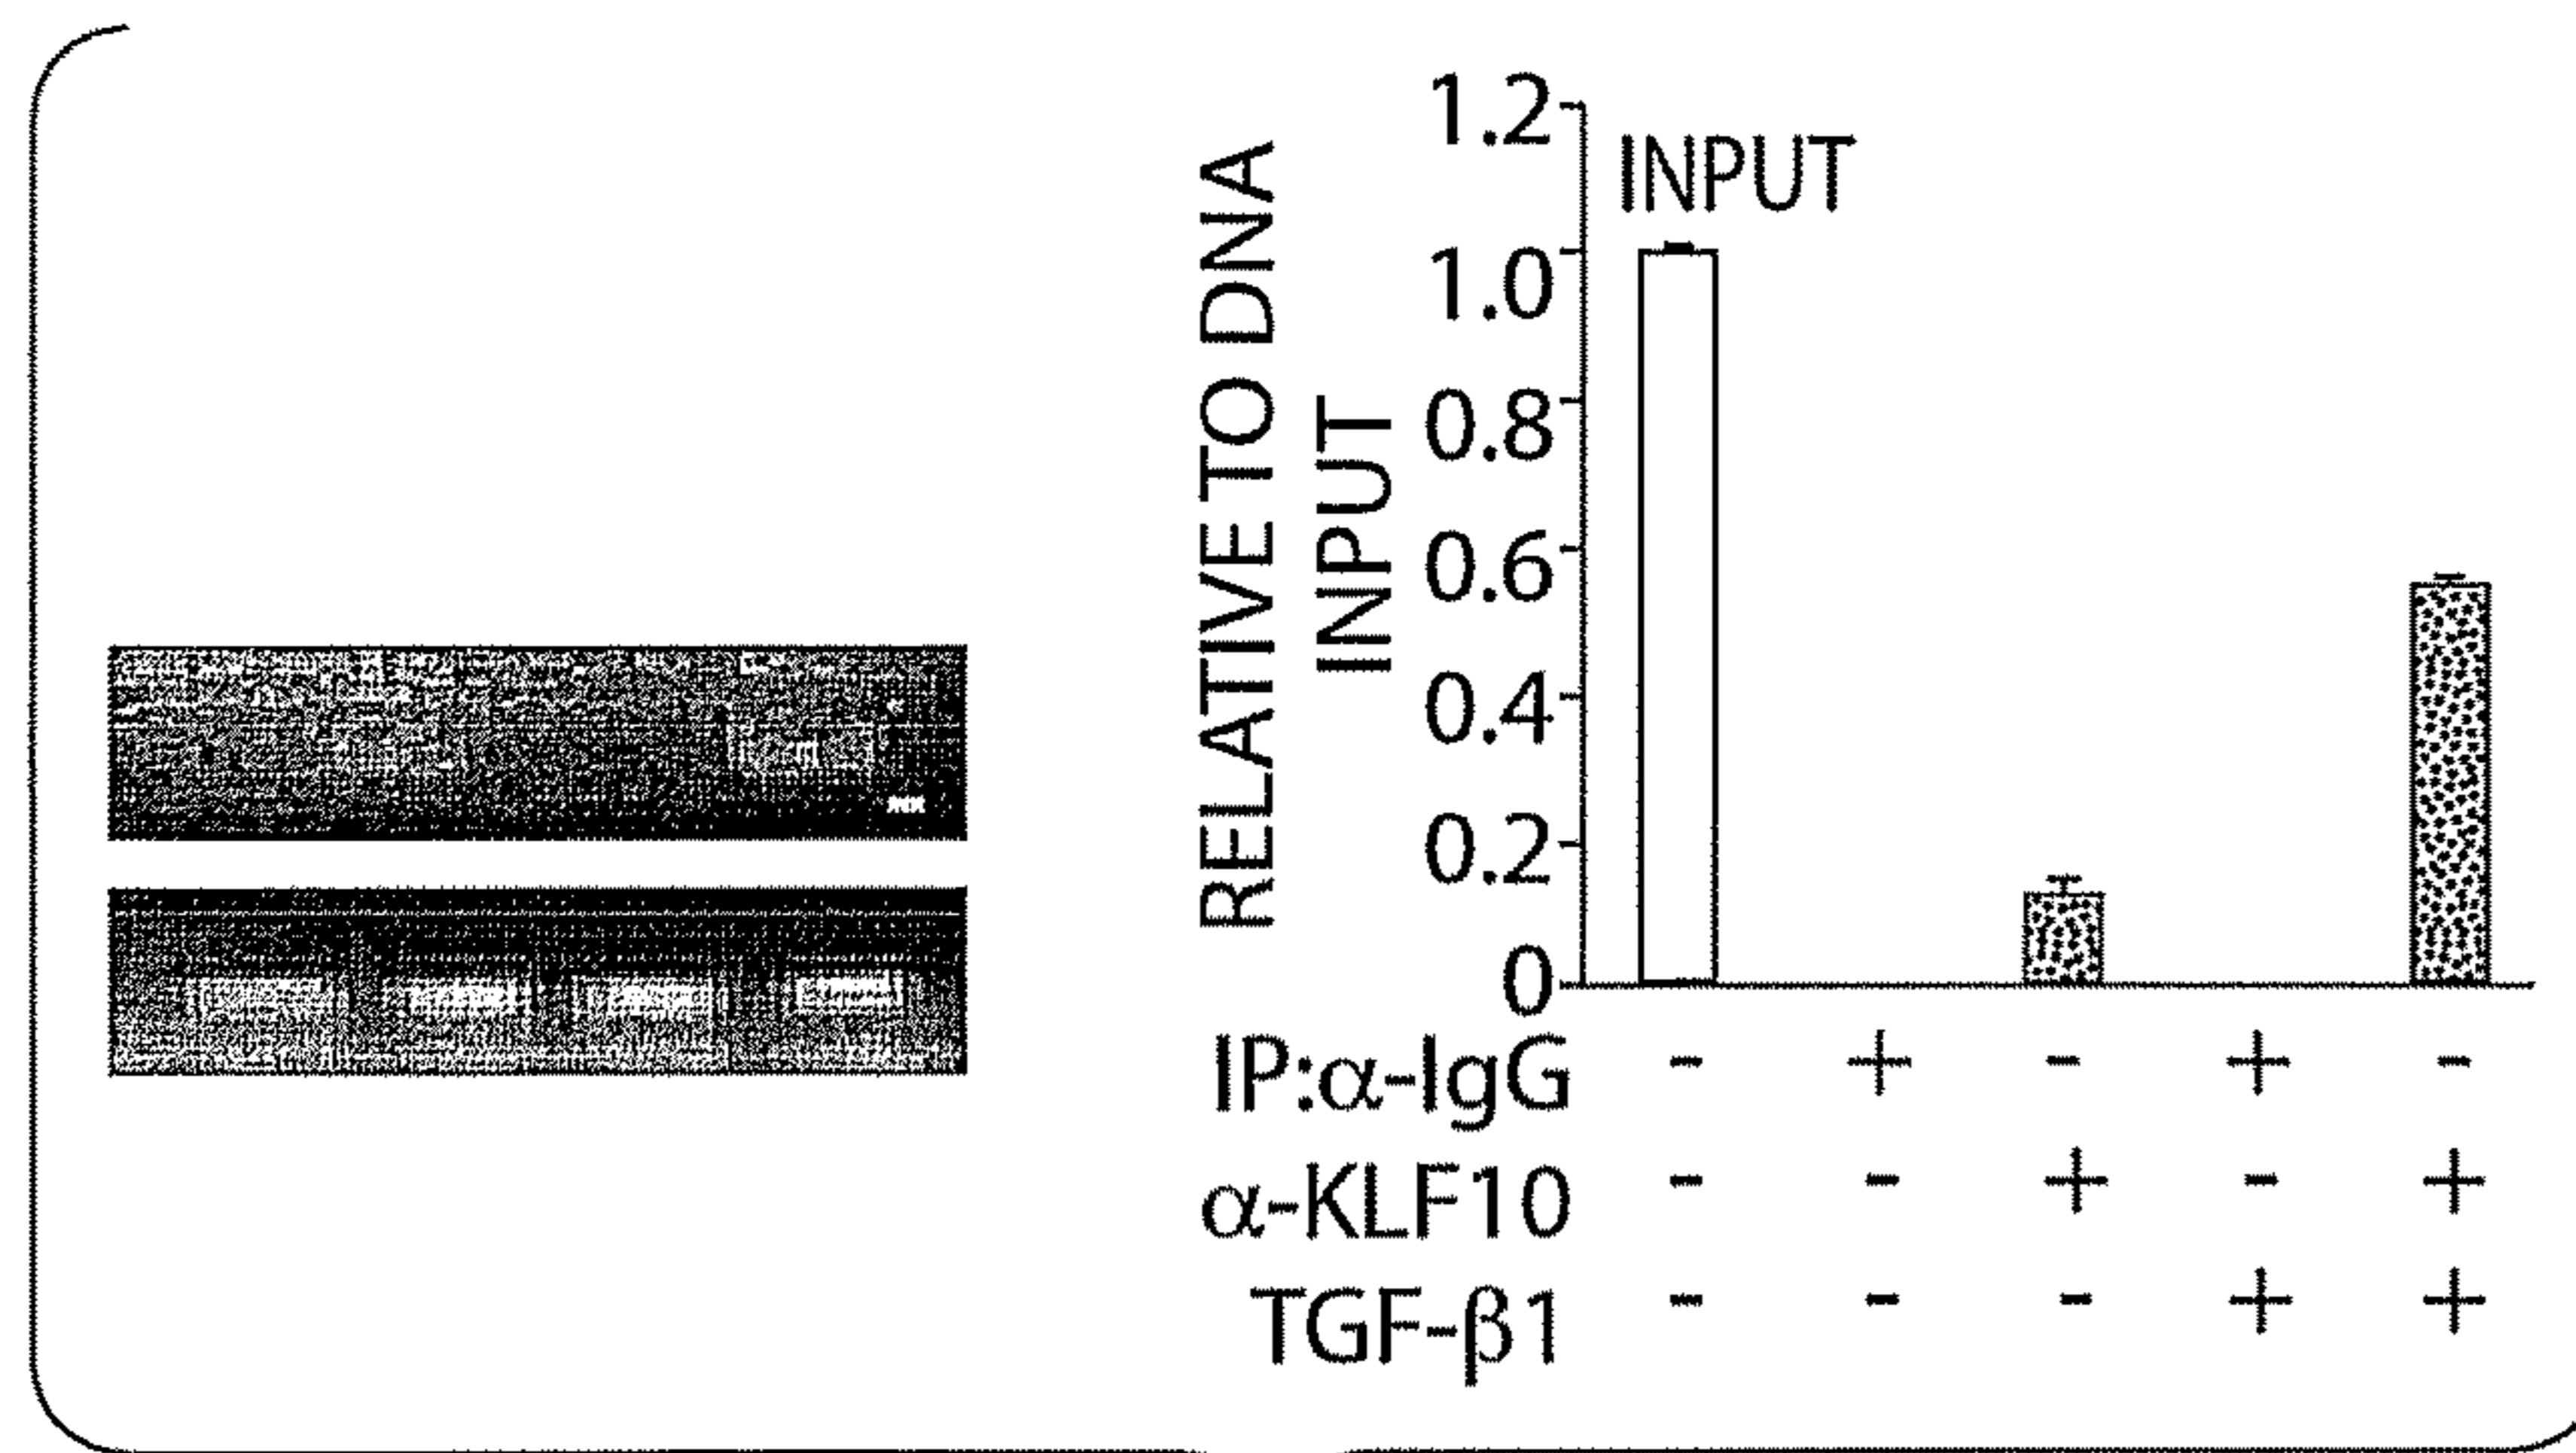 RELATIVE TO DNA
INPUT
1.2
1.0
0.8
0.6
0.4
0.2
0
INPUT
IP:α-IgG - + - + -
α-KLF10 - - + - +
TGF-β1 - - - + +